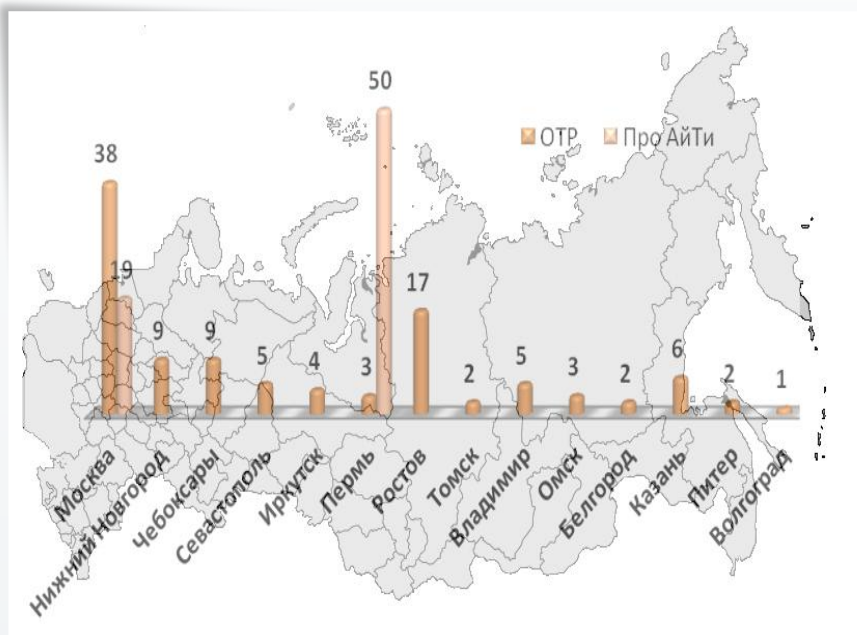 50
ОТР Про АйТи
38
19
17
9 9 5 4 3 2 5 3 2 6 2 1
Москва
Нижний Новгород
Чебоксары
Севастополь
Иркутск
Пермь
Ростов
Томск
Владимир
Омск
Белгород
Казань
Питер
Волгоград